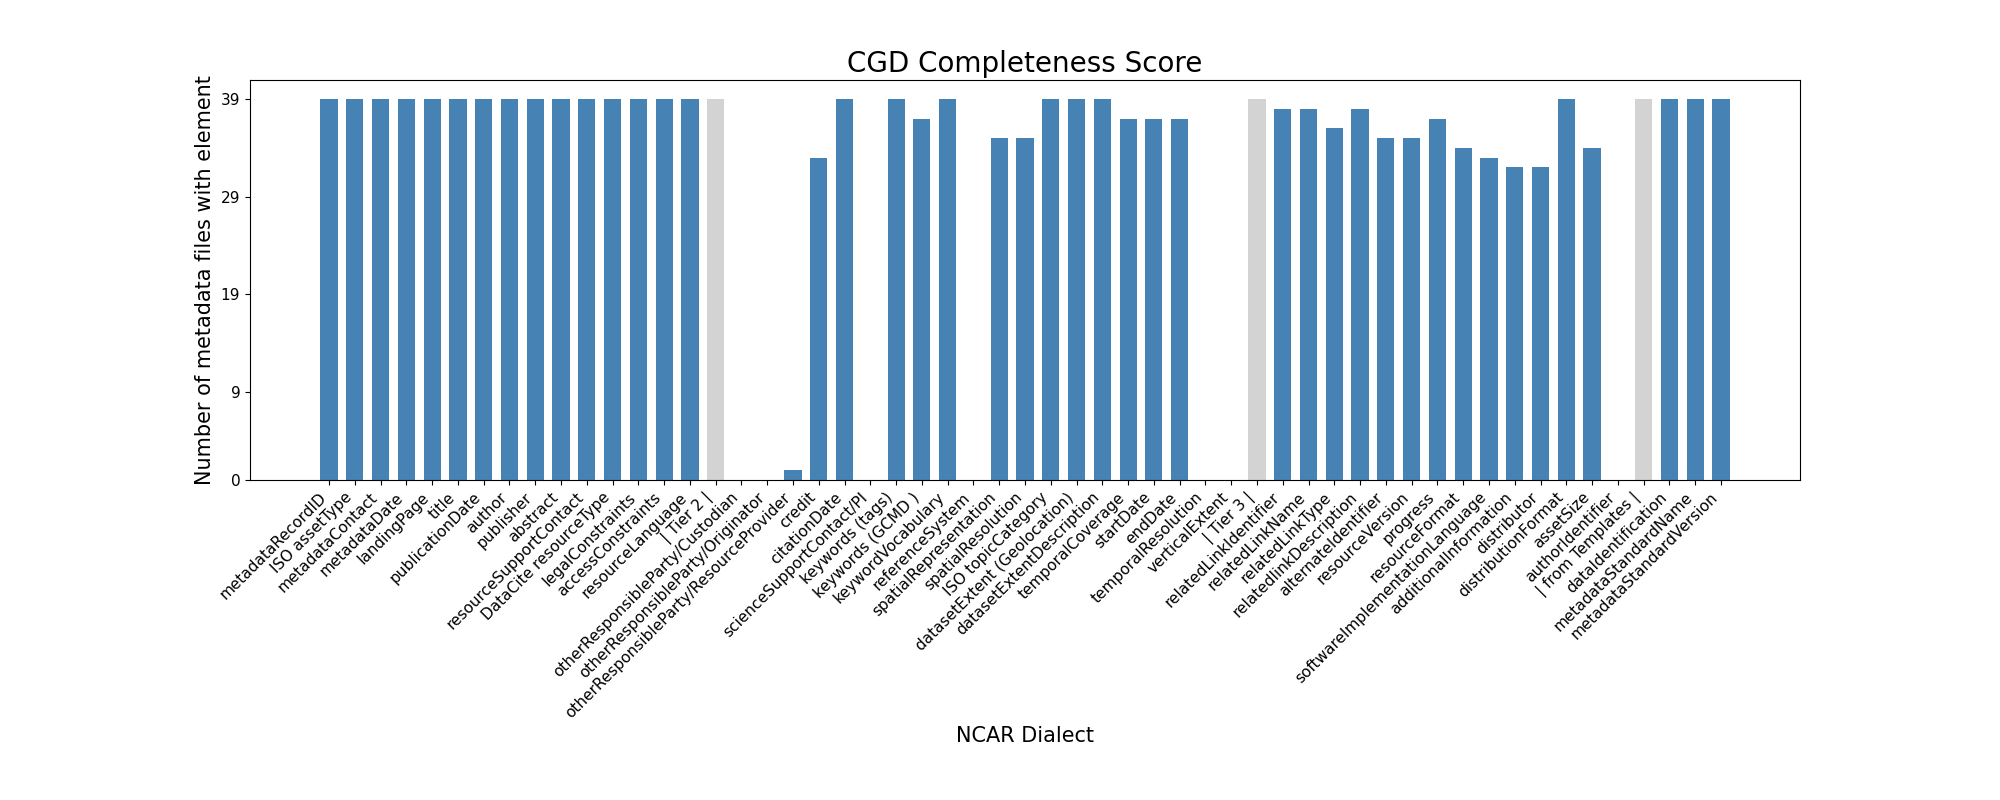 CGD Completeness Score
Number of metadata files with element
39
29
19
9
0
metadataRecordID
ISO assetType
metadataContact
metadataDate
landingPage
title
publicationDate
author
publisher
abstract
resourceSupportContact
DataCite resourceType
legalConstraints
accessConstraints
resourceLanguage
| Tier 2 |
otherResponsibleParty/Custodian
otherResponsibleParty/Originator
otherResponsibleParty/ResourceProvider
credit
citationDate
scienceSupportContact/PI
keywords (tags)
keywords (GCMD )
keywordVocabulary
referenceSystem
spatialRepresentation
spatialResolution
ISO topicCategory
datasetExtent (Geolocation)
datasetExtentDescription
temporalCoverage
startDate
endDate
temporalResolution
verticalExtent
| Tier 3 |
relatedLinkIdentifier
relatedLinkName
relatedLinkType
relatedlinkDescription
alternateIdentifier
resourceVersion
progress
resourceFormat
softwareImplementationLanguage
additionalInformation
distributor
distributionFormat
assetSize
authorIdentifier
| from Templates |
dataIdentification
metadataStandardName
metadataStandardVersion
NCAR Dialect